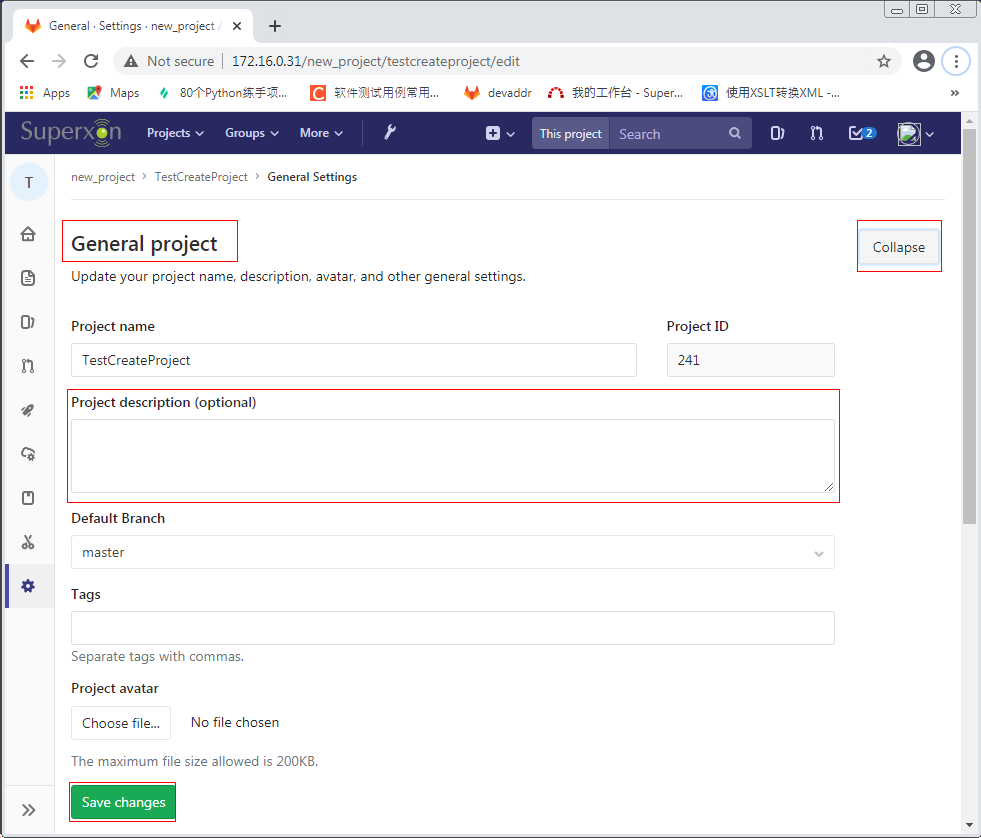 General · Settings · new_project /
Not secure | 172.16.0.31/new_project/testcreateproject/edit
Apps Maps 80个Python练手项... 软件测试用例常用... devaddr 我的工作台 - Super... 使用XSLT转换XML -... »
Superxon Projects Groups More This project Search 2
T
new_project › TestCreateProject › General Settings
General project
Collapse
Update your project name, description, avatar, and other general settings.
Project name Project ID
TestCreateProject 241
Project description (optional)
Default Branch
master
Tags
Separate tags with commas.
Project avatar
Choose file... No file chosen
The maximum file size allowed is 200KB.
Save changes